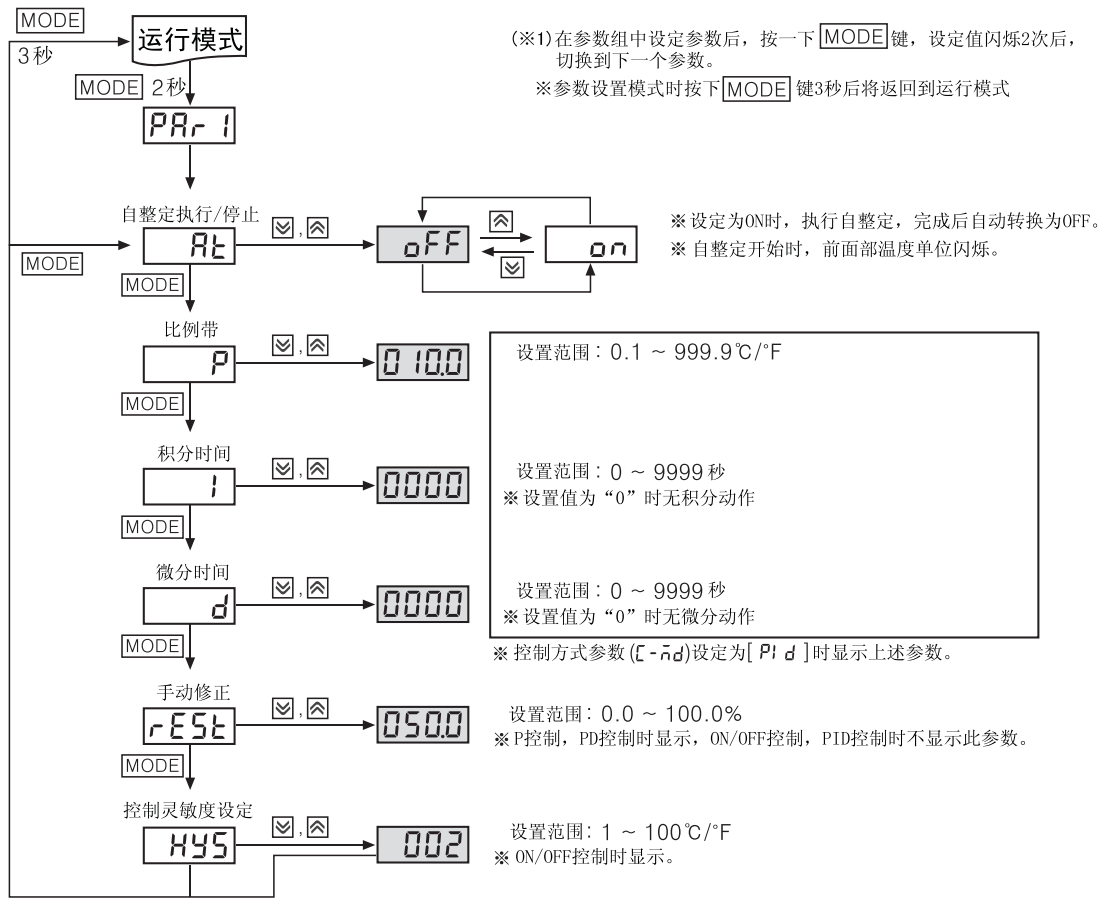 MODE
3秒
运行模式
(※1)在参数组中设定参数后，按一下 MODE 键，设定值闪烁2次后，
切换到下一个参数。
MODE 2秒
※参数设置模式时按下 MODE 键3秒后将返回到运行模式
PAr1
自整定执行/停止
At
,
oFF
on
※设定为ON时，执行自整定，完成后自动转换为OFF。
※ 自整定开始时，前面部温度单位闪烁。
MODE
MODE
比例带
P
,
010.0
设置范围：0.1 ~ 999.9℃/°F
MODE
积分时间
I
,
0000
设置范围：0 ~ 9999 秒
※ 设置值为“0”时无积分动作
MODE
微分时间
d
,
0000
设置范围：0 ~ 9999 秒
※ 设置值为“0”时无微分动作
MODE
※ 控制方式参数 (C-md)设定为[ PId ]时显示上述参数。
手动修正
rESt
,
050.0
设置范围：0.0 ~ 100.0%
※ P控制，PD控制时显示，ON/OFF控制，PID控制时不显示此参数。
MODE
控制灵敏度设定
HYS
,
002
设置范围：1 ~ 100℃/°F
※ ON/OFF控制时显示。